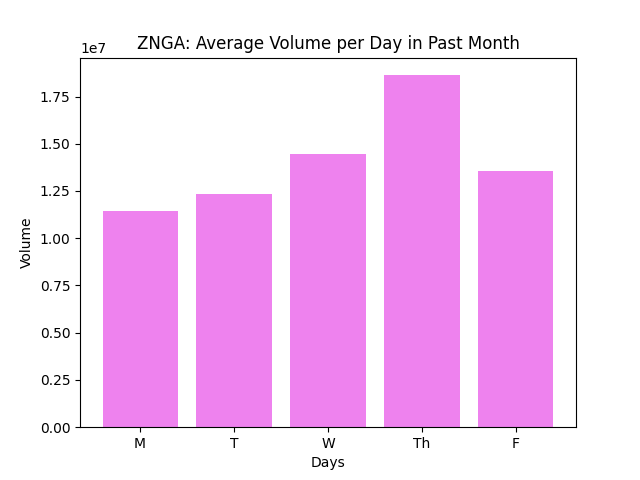 ZNGA: Average Volume per Day in Past Month
1e7
1.75
1.50
1.25
1.00
0.75
0.50
0.25
0.00
Volume
M T W Th F
Days